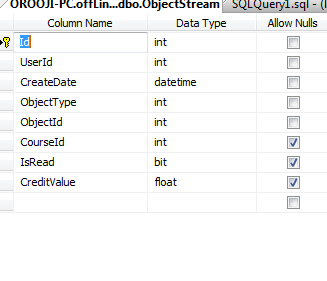 OROOJI-PC.offLin...dbo.ObjectStream SQLQuery1.sql - (l
Column Name Data Type Allow Nulls
Id int
UserId int
CreateDate datetime
ObjectType int
ObjectId int
CourseId int
IsRead bit
CreditValue float